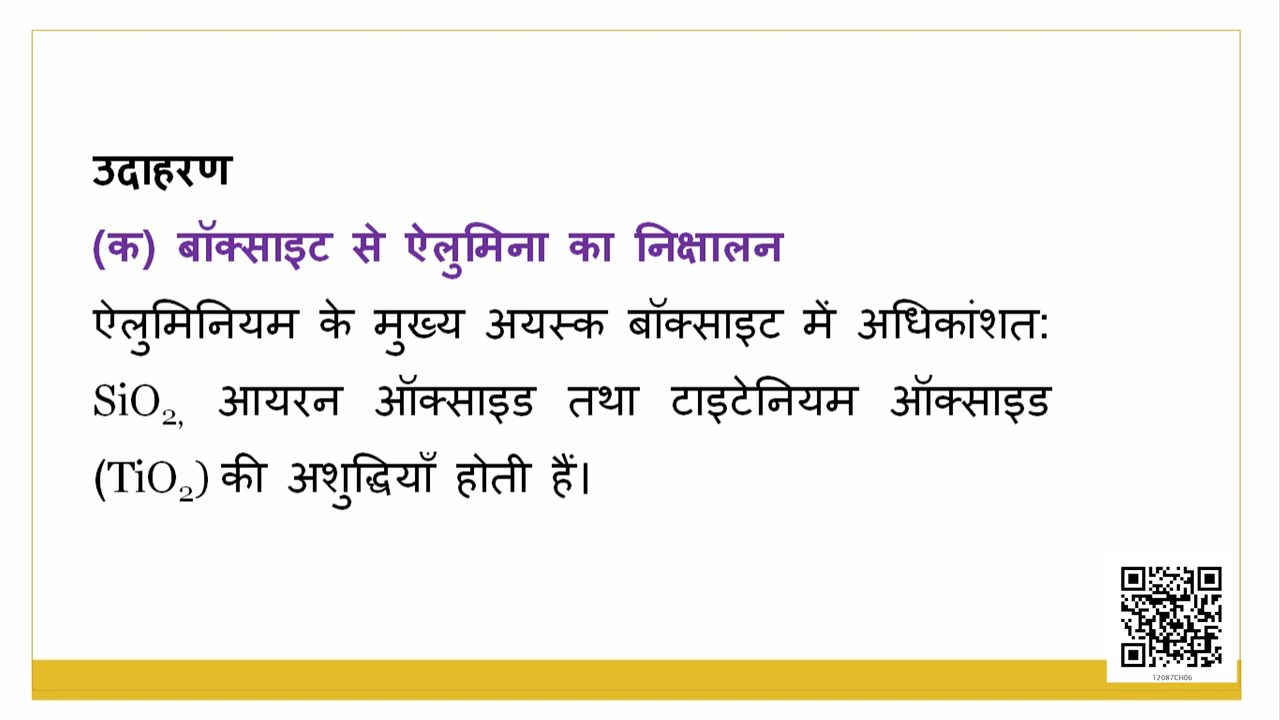 उदाहरण
(क) बॉक्साइट से ऐलुमिना का निक्षालन
ऐलुमिनियम के मुख्य अयस्क बॉक्साइट में अधिकांशत:
SiO₂, आयरन ऑक्साइड तथा टाइटेनियम ऑक्साइड
(TiO₂) की अशुद्धियाँ होती हैं।
12087CH06